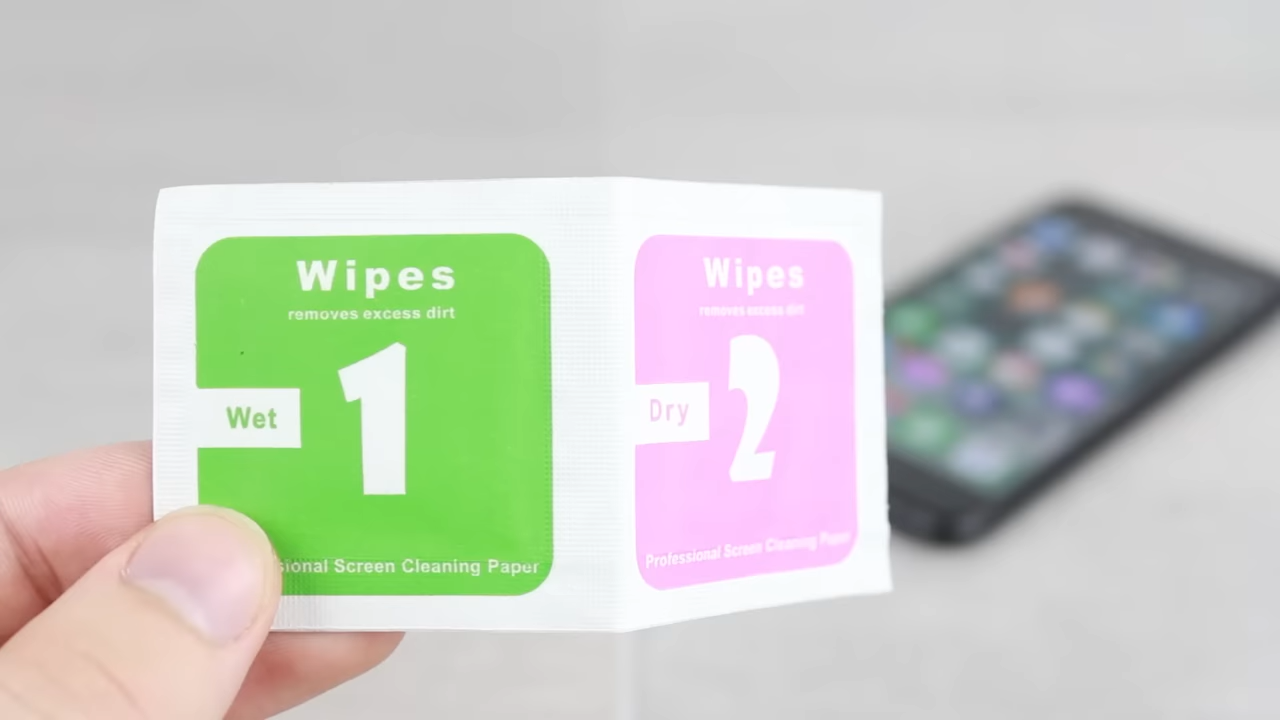 Wipes
removes excess dirt
1
Wet
sional Screen Cleaning Paper
Wipes
removes excess dirt
2
Dry
Professional Screen Cleaning Paper